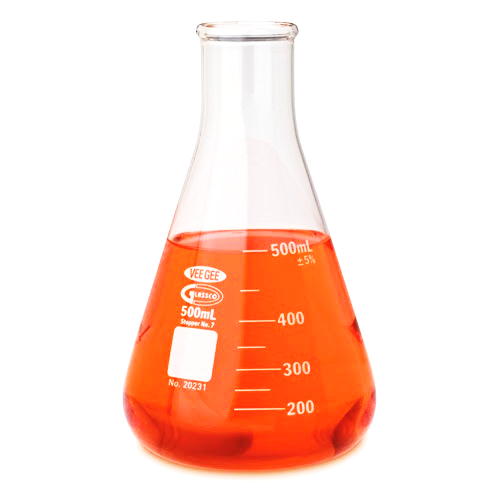 VEE GEE
GLASSCO
500mL
Stopper No. 7
No. 20231
500mL
±5%
400
300
200